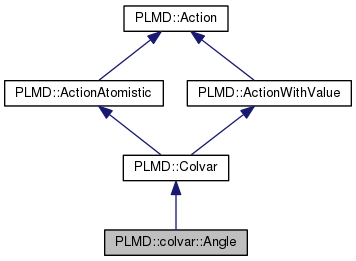 PLMD::Action
PLMD::ActionAtomistic
PLMD::ActionWithValue
PLMD::Colvar
PLMD::colvar::Angle